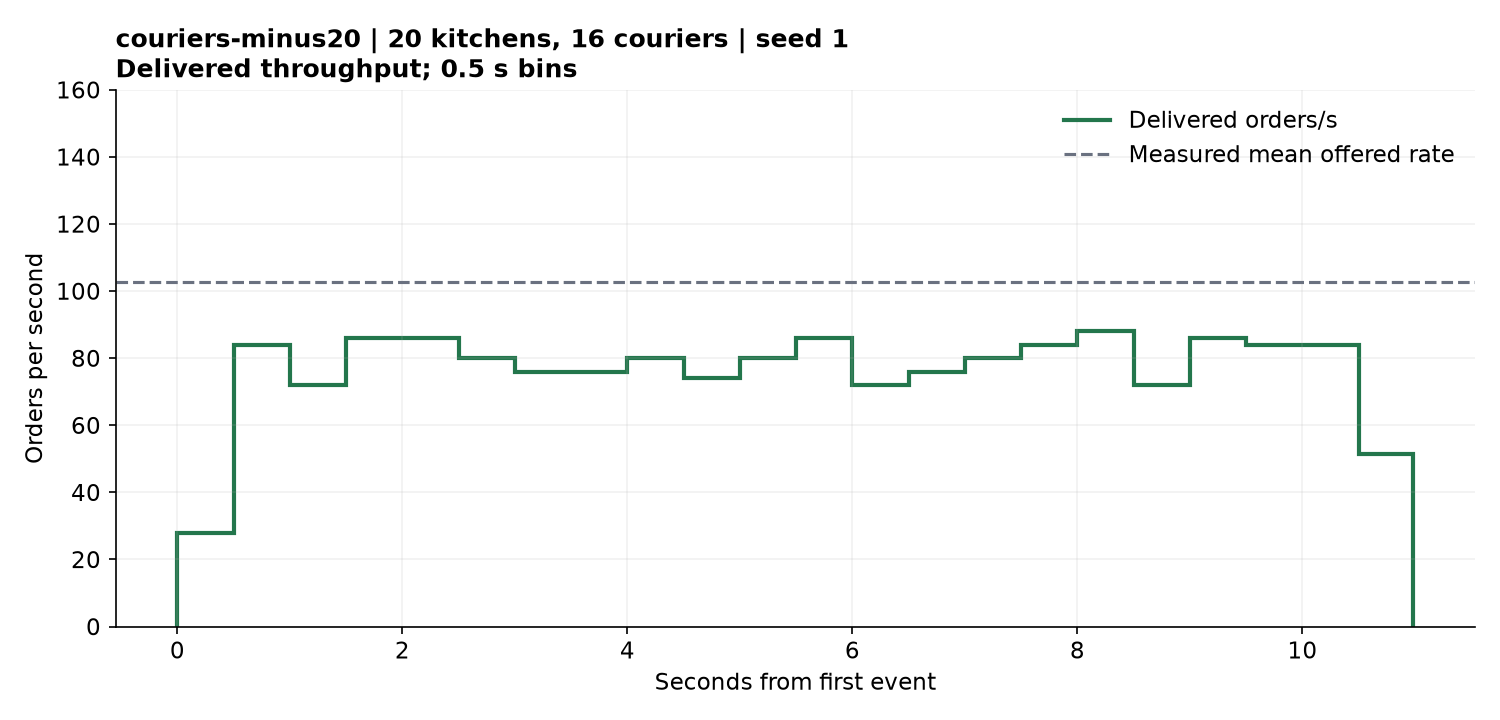 couriers-minus20 | 20 kitchens, 16 couriers | seed 1
Delivered throughput; 0.5 s bins
Delivered orders/s
Measured mean offered rate
Orders per second
160
140
120
100
80
60
40
20
0
0 2 4 6 8 10
Seconds from first event